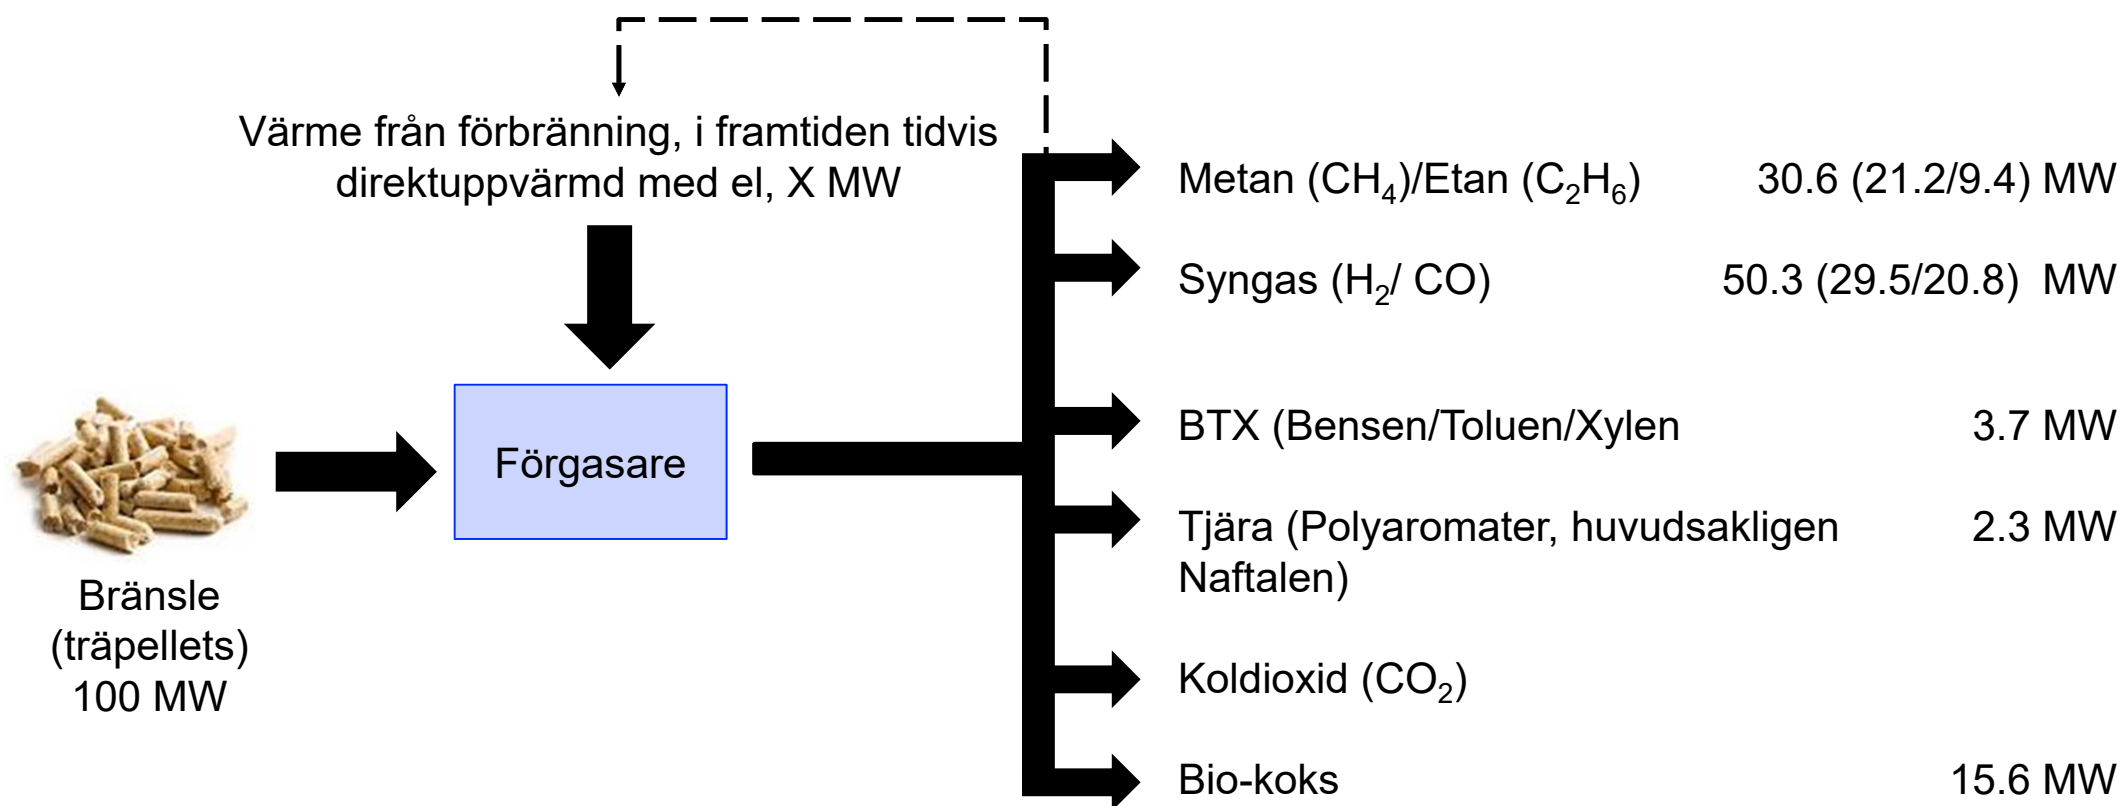 Värme från förbränning, i framtiden tidvis
direktuppvärmd med el, X MW
Metan (CH₄)/Etan (C₂H₆) 30.6 (21.2/9.4) MW
Syngas (H₂/ CO) 50.3 (29.5/20.8) MW
BTX (Bensen/Toluen/Xylen 3.7 MW
Förgasare
Tjära (Polyaromater, huvudsakligen 2.3 MW
Naftalen)
Bränsle
(träpellets)
100 MW
Koldioxid (CO₂)
Bio-koks 15.6 MW